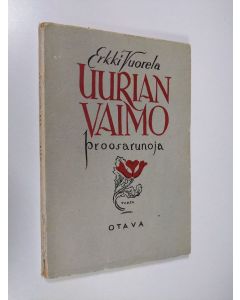 Erkki Vuorela
UURIAN
VAIMO
proosarunoja
OTAVA